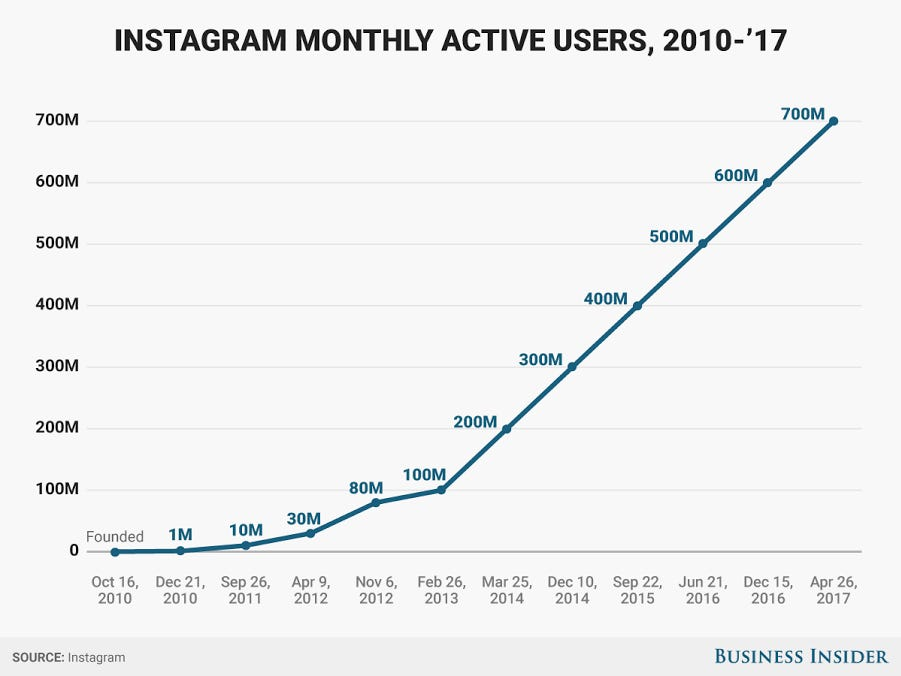 INSTAGRAM MONTHLY ACTIVE USERS, 2010-’17
700M
600M
500M
400M
300M
200M
100M
0
Founded
1M
10M
30M
80M
100M
200M
300M
400M
500M
600M
700M
Oct 16,
2010
Dec 21,
2010
Sep 26,
2011
Apr 9,
2012
Nov 6,
2012
Feb 26,
2013
Mar 25,
2014
Dec 10,
2014
Sep 22,
2015
Jun 21,
2016
Dec 15,
2016
Apr 26,
2017
SOURCE: Instagram
BUSINESS INSIDER